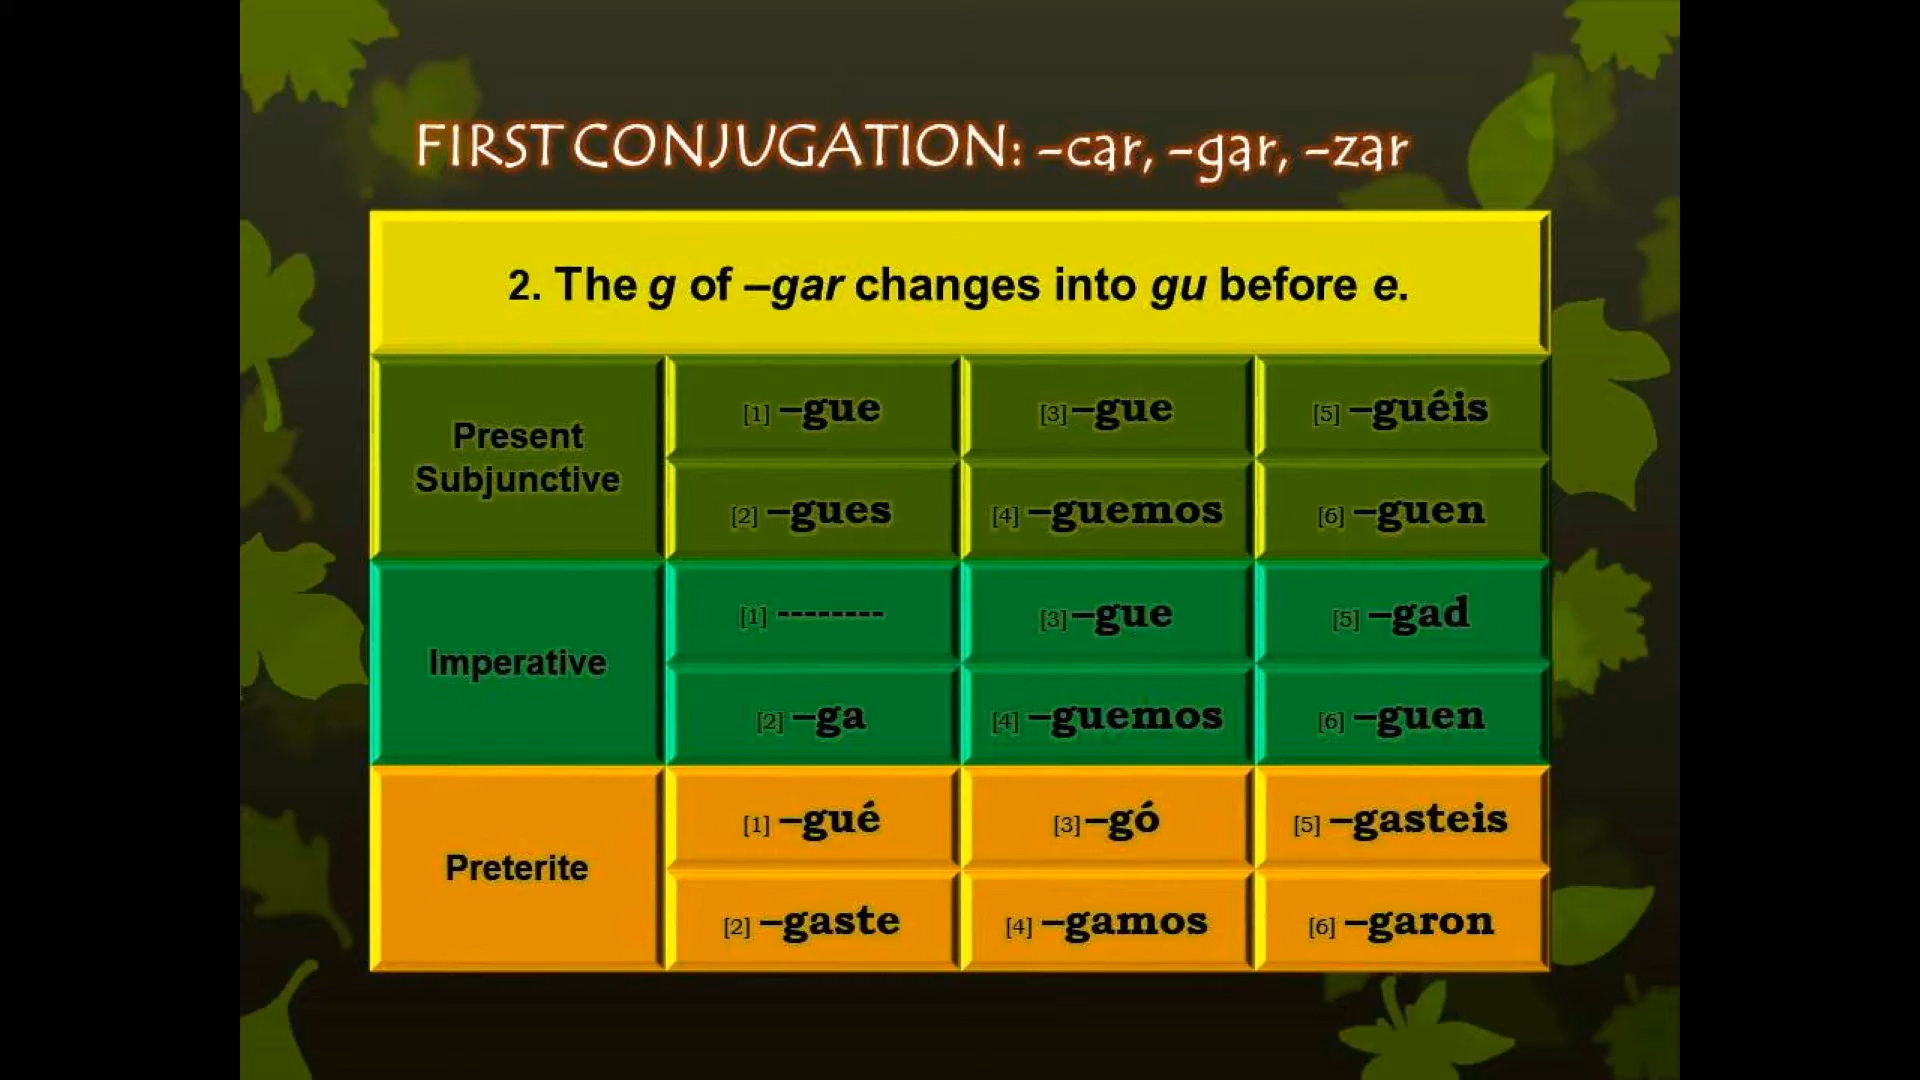 FIRST CONJUGATION: -car, -gar, -zar
2. The g of –gar changes into gu before e.
Present
Subjunctive
[1] –gue
[3] –gue
[5] –guéis
[2] –gues
[4] –guemos
[6] –guen
Imperative
[1] --------
[3] –gue
[5] –gad
[2] –ga
[4] –guemos
[6] –guen
Preterite
[1] –gué
[3] –gó
[5] –gasteis
[2] –gaste
[4] –gamos
[6] –garon